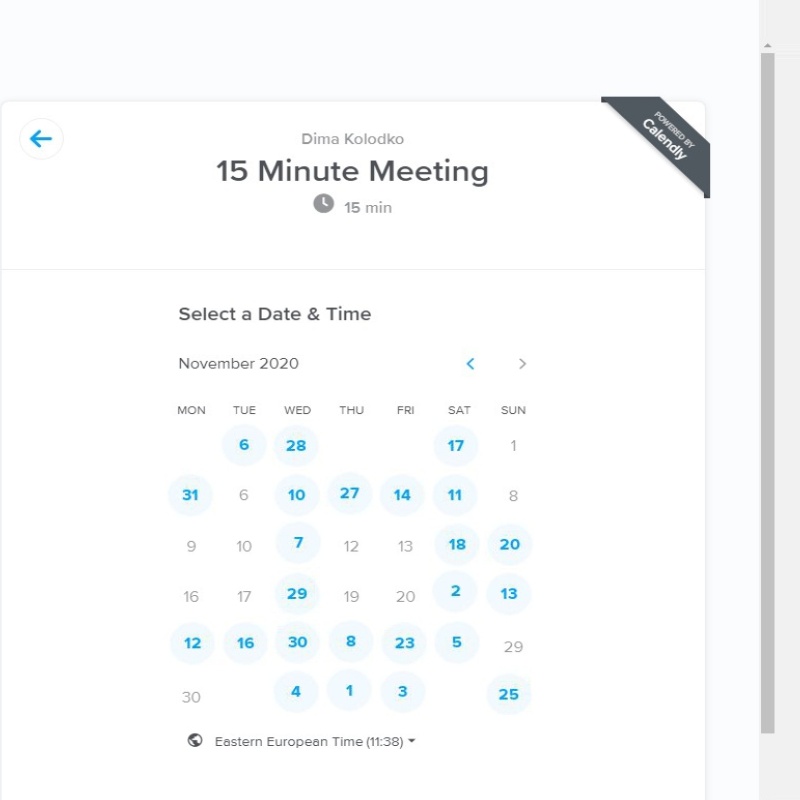 POWERED BY
Calendly
Dima Kolodko
15 Minute Meeting
15 min
Select a Date & Time
November 2020
MON TUE WED THU FRI SAT SUN
6 28 17 1
31 6 10 27 14 11 8
9 10 7 12 13 18 20
16 17 29 19 20 2 13
12 16 30 8 23 5 29
30 4 1 3 25
Eastern European Time (11:38)